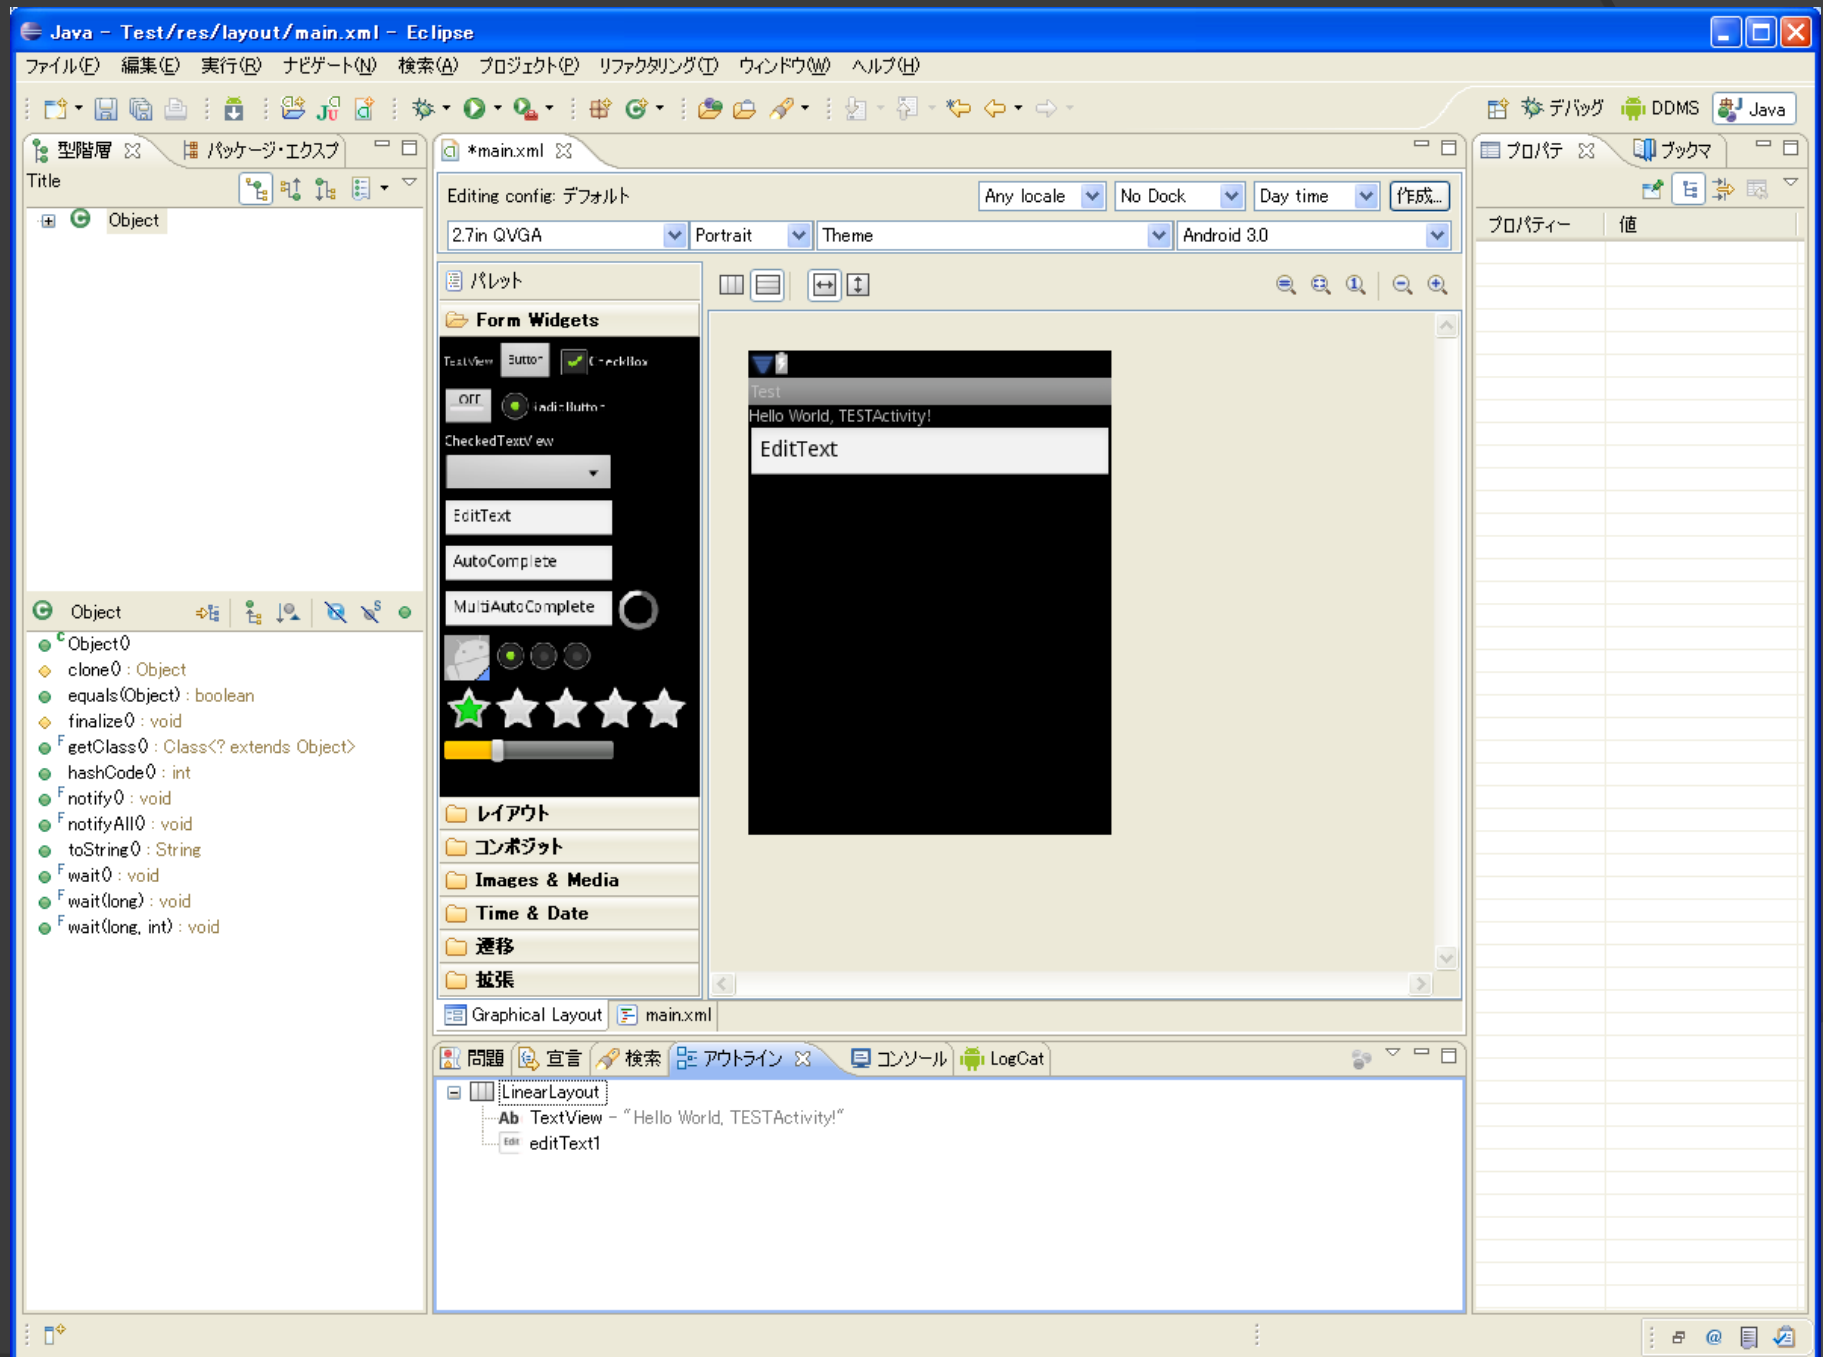 Java - Test/res/layout/main.xml - Eclipse
ファイル(F) 編集(E) 実行(R) ナビゲート(N) 検索(A) プロジェクト(P) リファクタリング(T) ウィンドウ(W) ヘルプ(H)
デバッグ DDMS Java
型階層 パッケージ・エクスプ
Title
Object
Object
Object()
clone() : Object
equals(Object) : boolean
finalize() : void
getClass() : Class<? extends Object>
hashCode() : int
notify() : void
notifyAll() : void
toString() : String
wait() : void
wait(long) : void
wait(long, int) : void
*main.xml
Editing config: デフォルト Any locale No Dock Day time 作成...
2.7in QVGA Portrait Theme Android 3.0
パレット
Form Widgets
TextView Button CheckBox
OFF RadioButton
CheckedTextView
EditText
AutoComplete
MultiAutoComplete
レイアウト
コンポジット
Images & Media
Time & Date
遷移
拡張
Test
Hello World, TESTActivity!
EditText
Graphical Layout main.xml
問題 宣言 検索 アウトライン コンソール LogCat
LinearLayout
Ab TextView - "Hello World, TESTActivity!"
Edit editText1
プロパテ ブックマ
プロパティー 値